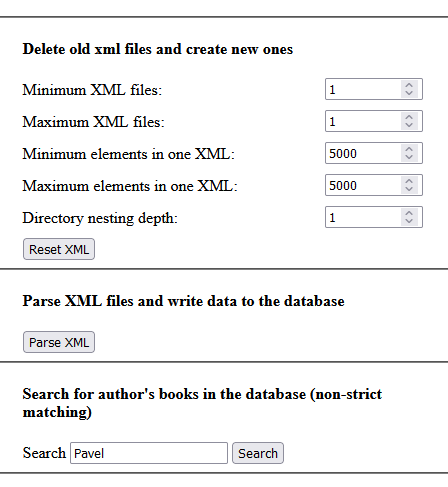 Delete old xml files and create new ones
Minimum XML files: 1
Maximum XML files: 1
Minimum elements in one XML: 5000
Maximum elements in one XML: 5000
Directory nesting depth: 1
Reset XML
Parse XML files and write data to the database
Parse XML
Search for author's books in the database (non-strict
matching)
Search Pavel Search